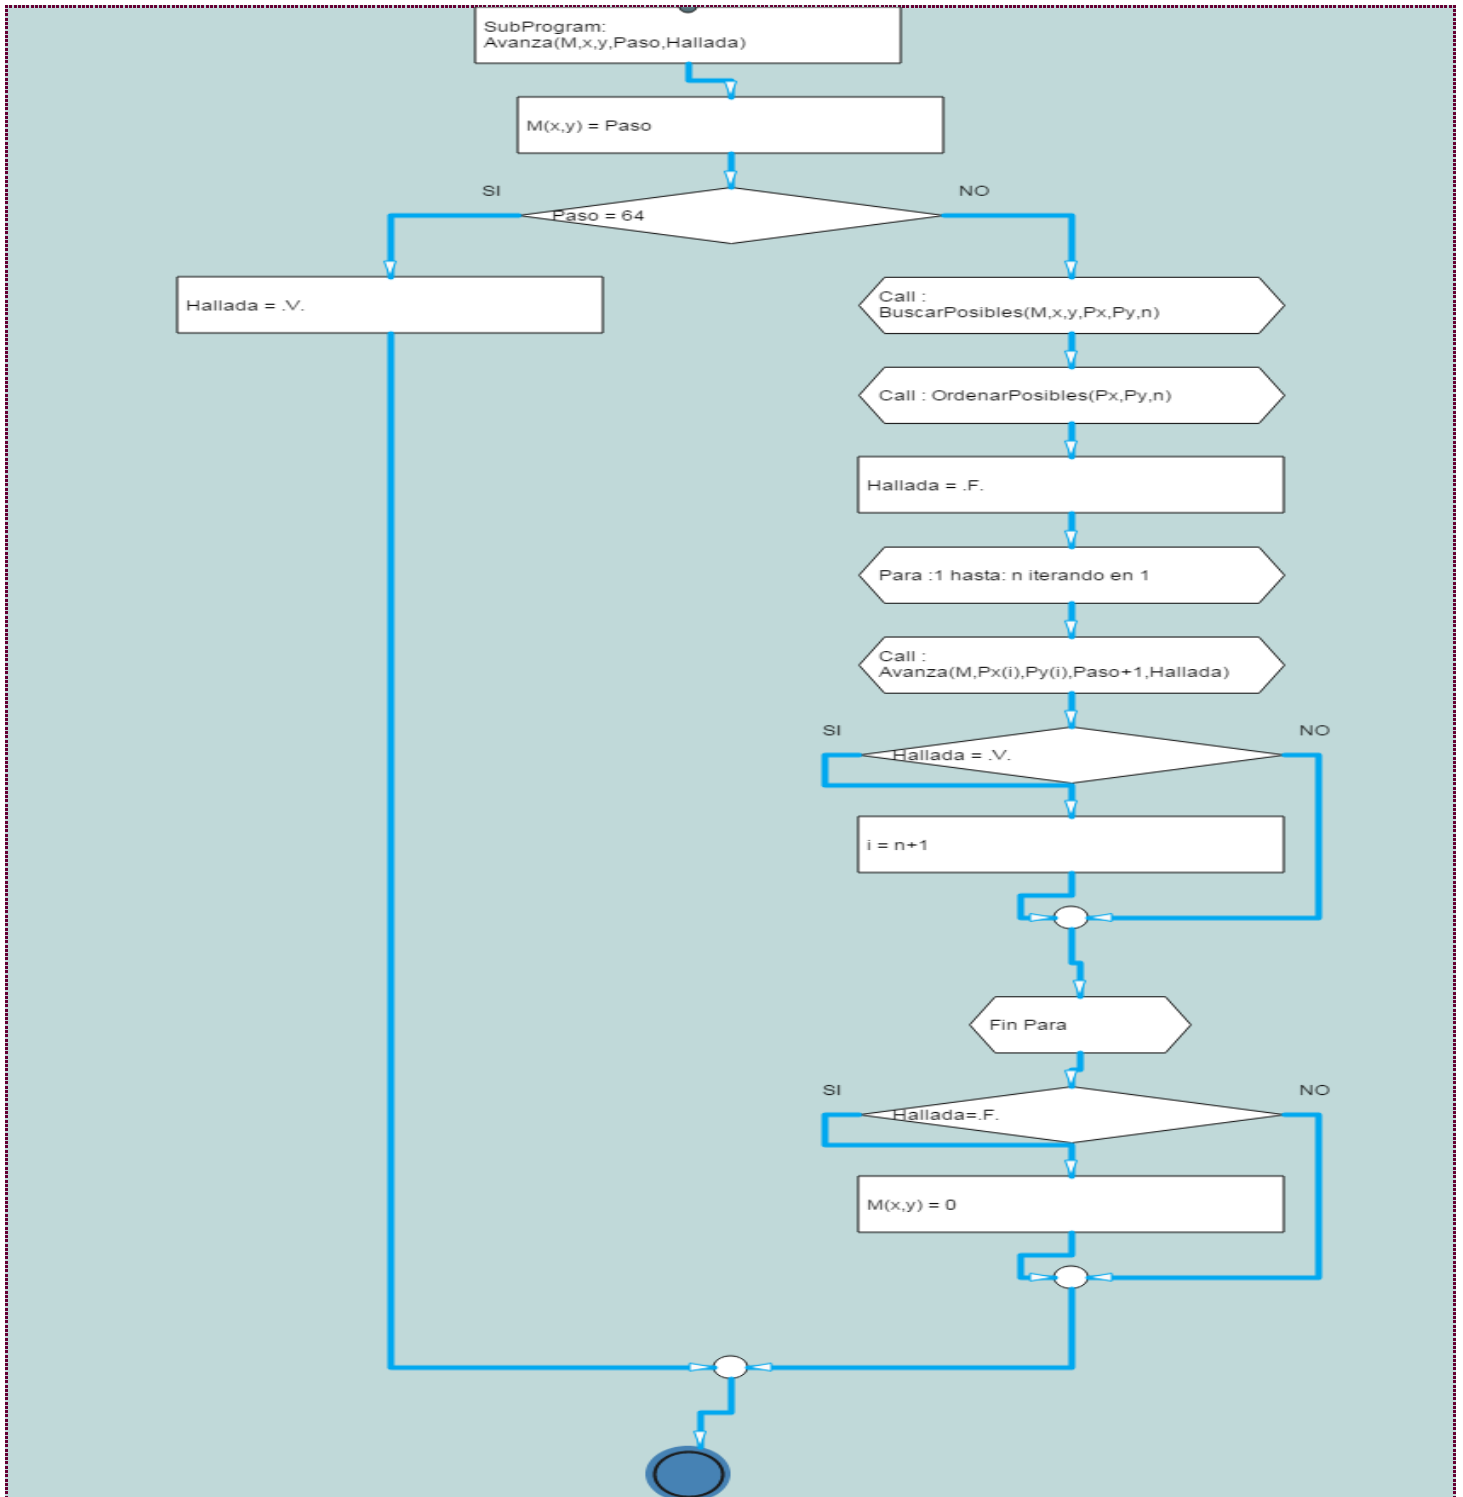 SubProgram:
Avanza(M,x,y,Paso,Hallada)
M(x,y) = Paso
SI
NO
Paso = 64
Hallada = .V.
Call :
BuscarPosibles(M,x,y,Px,Py,n)
Call : OrdenarPosibles(Px,Py,n)
Hallada = .F.
Para :1 hasta: n iterando en 1
Call :
Avanza(M,Px(i),Py(i),Paso+1,Hallada)
SI
NO
Hallada = .V.
i = n+1
Fin Para
SI
NO
Hallada=.F.
M(x,y) = 0